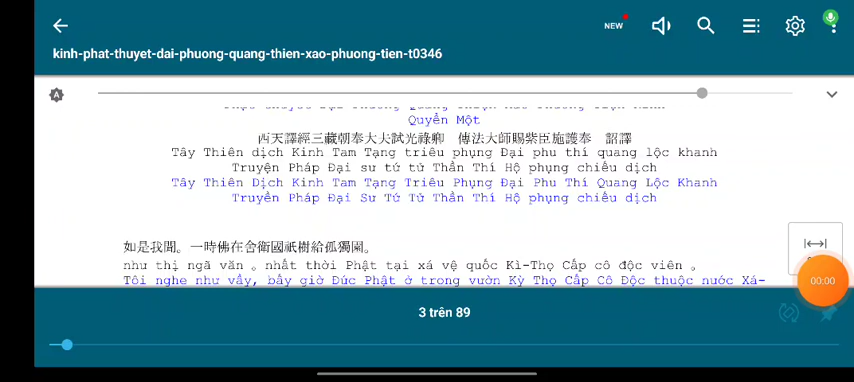 NEW
kinh-phat-thuyet-dai-phuong-quang-thien-xao-phuong-tien-t0346
A
Quyển Một
西天譯經三藏朝奉大夫試光祿卿 傳法大師賜紫臣施護奉 詔譯
Tây Thiên dịch Kinh Tam Tạng triêu phụng Đại phu thí quang lộc khanh
Truyện Pháp Đại sư tứ tử Thần Thí Hộ phụng chiếu dịch
Tây Thiên Dịch Kinh Tam Tạng Triêu Phụng Đại Phu Thí Quang Lộc Khanh
Truyền Pháp Đại Sư Tứ Tử Thần Thí Hộ phụng chiếu dịch
如是我聞。一時佛在舍衛國祇樹給孤獨園。
như thị ngã văn 。nhất thời Phật tại xá vệ quốc Kì-Thọ Cấp cô độc viên 。
Tôi nghe như vầy, bấy giờ Đức Phật ở trong vườn Kỳ Thọ Cấp Cô Độc thuộc nước Xá-
00:00
3 trên 89